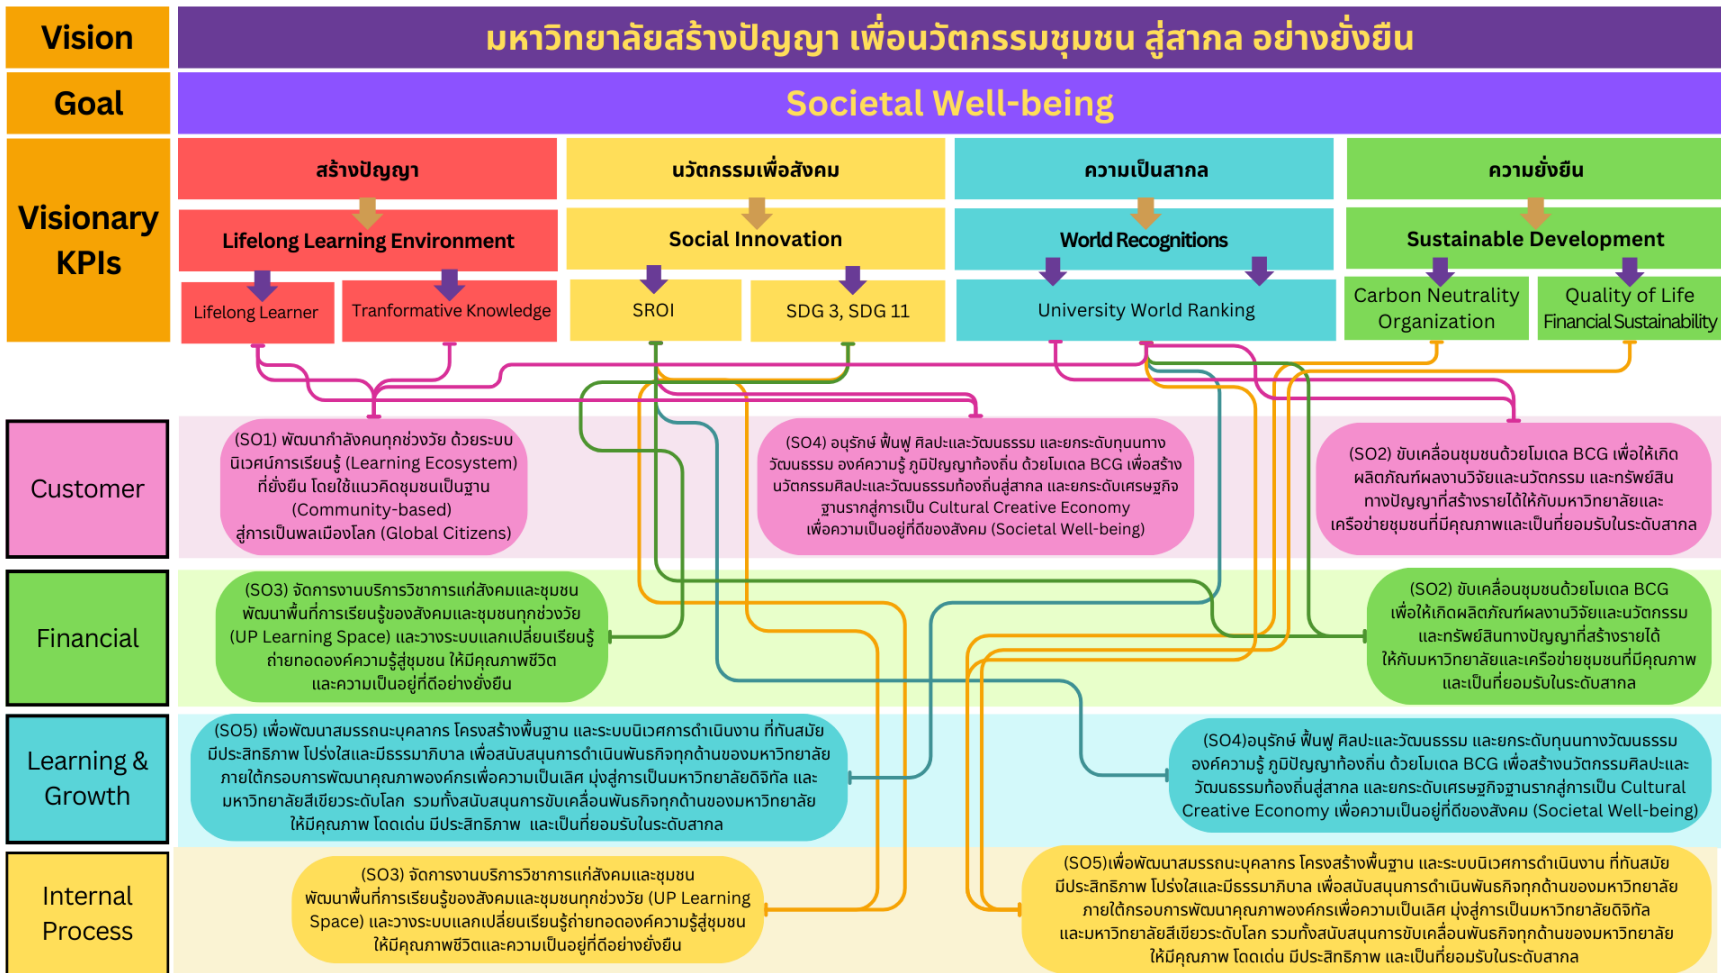 Vision
มหาวิทยาลัยสร้างปัญญา เพื่อนวัตกรรมชุมชน สู่สากล อย่างยั่งยืน
Goal
Societal Well-being
Visionary
KPIs
สร้างปัญญา
นวัตกรรมเพื่อสังคม
ความเป็นสากล
ความยั่งยืน
Lifelong Learning Environment
Social Innovation
World Recognitions
Sustainable Development
Lifelong Learner
Tranformative Knowledge
SROI
SDG 3, SDG 11
University World Ranking
Carbon Neutrality
Organization
Quality of Life
Financial Sustainability
Customer
(SO1) พัฒนากำลังคนทุกช่วงวัย ด้วยระบบ
นิเวศน์การเรียนรู้ (Learning Ecosystem)
ที่ยั่งยืน โดยใช้แนวคิดชุมชนเป็นฐาน
(Community-based)
สู่การเป็นพลเมืองโลก (Global Citizens)
(SO4) อนุรักษ์ ฟื้นฟู ศิลปะและวัฒนธรรม และยกระดับทุนทาง
วัฒนธรรม องค์ความรู้ ภูมิปัญญาท้องถิ่น ด้วยโมเดล BCG เพื่อสร้าง
นวัตกรรมศิลปะและวัฒนธรรมท้องถิ่นสู่สากล และยกระดับเศรษฐกิจ
ฐานรากสู่การเป็น Cultural Creative Economy
เพื่อความเป็นอยู่ที่ดีของสังคม (Societal Well-being)
(SO2) ขับเคลื่อนชุมชนด้วยโมเดล BCG เพื่อให้เกิด
ผลิตภัณฑ์ผลงานวิจัยและนวัตกรรม และทรัพย์สิน
ทางปัญญาที่สร้างรายได้ให้กับมหาวิทยาลัยและ
เครือข่ายชุมชนที่มีคุณภาพและเป็นที่ยอมรับในระดับสากล
Financial
(SO3) จัดการงานบริการวิชาการแก่สังคมและชุมชน
พัฒนาพื้นที่การเรียนรู้ของสังคมและชุมชนทุกช่วงวัย
(UP Learning Space) และวางระบบแลกเปลี่ยนเรียนรู้
ถ่ายทอดองค์ความรู้สู่ชุมชน ให้มีคุณภาพชีวิต
และความเป็นอยู่ที่ดีอย่างยั่งยืน
(SO2) ขับเคลื่อนชุมชนด้วยโมเดล BCG
เพื่อให้เกิดผลิตภัณฑ์ผลงานวิจัยและนวัตกรรม
และทรัพย์สินทางปัญญาที่สร้างรายได้
ให้กับมหาวิทยาลัยและเครือข่ายชุมชนที่มีคุณภาพ
และเป็นที่ยอมรับในระดับสากล
Learning &
Growth
(SO5) เพื่อพัฒนาสมรรถนะบุคลากร โครงสร้างพื้นฐาน และระบบนิเวศการดำเนินงาน ที่ทันสมัย
มีประสิทธิภาพ โปร่งใสและมีธรรมาภิบาล เพื่อสนับสนุนการดำเนินพันธกิจทุกด้านของมหาวิทยาลัย
ภายใต้กรอบการพัฒนาคุณภาพองค์กรเพื่อความเป็นเลิศ มุ่งสู่การเป็นมหาวิทยาลัยดิจิทัล และ
มหาวิทยาลัยสีเขียวระดับโลก รวมทั้งสนับสนุนการขับเคลื่อนพันธกิจทุกด้านของมหาวิทยาลัย
ให้มีคุณภาพ โดดเด่น มีประสิทธิภาพ และเป็นที่ยอมรับในระดับสากล
(SO4)อนุรักษ์ ฟื้นฟู ศิลปะและวัฒนธรรม และยกระดับทุนทางวัฒนธรรม
องค์ความรู้ ภูมิปัญญาท้องถิ่น ด้วยโมเดล BCG เพื่อสร้างนวัตกรรมศิลปะและ
วัฒนธรรมท้องถิ่นสู่สากล และยกระดับเศรษฐกิจฐานรากสู่การเป็น Cultural
Creative Economy เพื่อความเป็นอยู่ที่ดีของสังคม (Societal Well-being)
Internal
Process
(SO3) จัดการงานบริการวิชาการแก่สังคมและชุมชน
พัฒนาพื้นที่การเรียนรู้ของสังคมและชุมชนทุกช่วงวัย (UP Learning
Space) และวางระบบแลกเปลี่ยนเรียนรู้ถ่ายทอดองค์ความรู้สู่ชุมชน
ให้มีคุณภาพชีวิตและความเป็นอยู่ที่ดีอย่างยั่งยืน
(SO5)เพื่อพัฒนาสมรรถนะบุคลากร โครงสร้างพื้นฐาน และระบบนิเวศการดำเนินงาน ที่ทันสมัย
มีประสิทธิภาพ โปร่งใสและมีธรรมาภิบาล เพื่อสนับสนุนการดำเนินพันธกิจทุกด้านของมหาวิทยาลัย
ภายใต้กรอบการพัฒนาคุณภาพองค์กรเพื่อความเป็นเลิศ มุ่งสู่การเป็นมหาวิทยาลัยดิจิทัล
และมหาวิทยาลัยสีเขียวระดับโลก รวมทั้งสนับสนุนการขับเคลื่อนพันธกิจทุกด้านของมหาวิทยาลัย
ให้มีคุณภาพ โดดเด่น มีประสิทธิภาพ และเป็นที่ยอมรับในระดับสากล